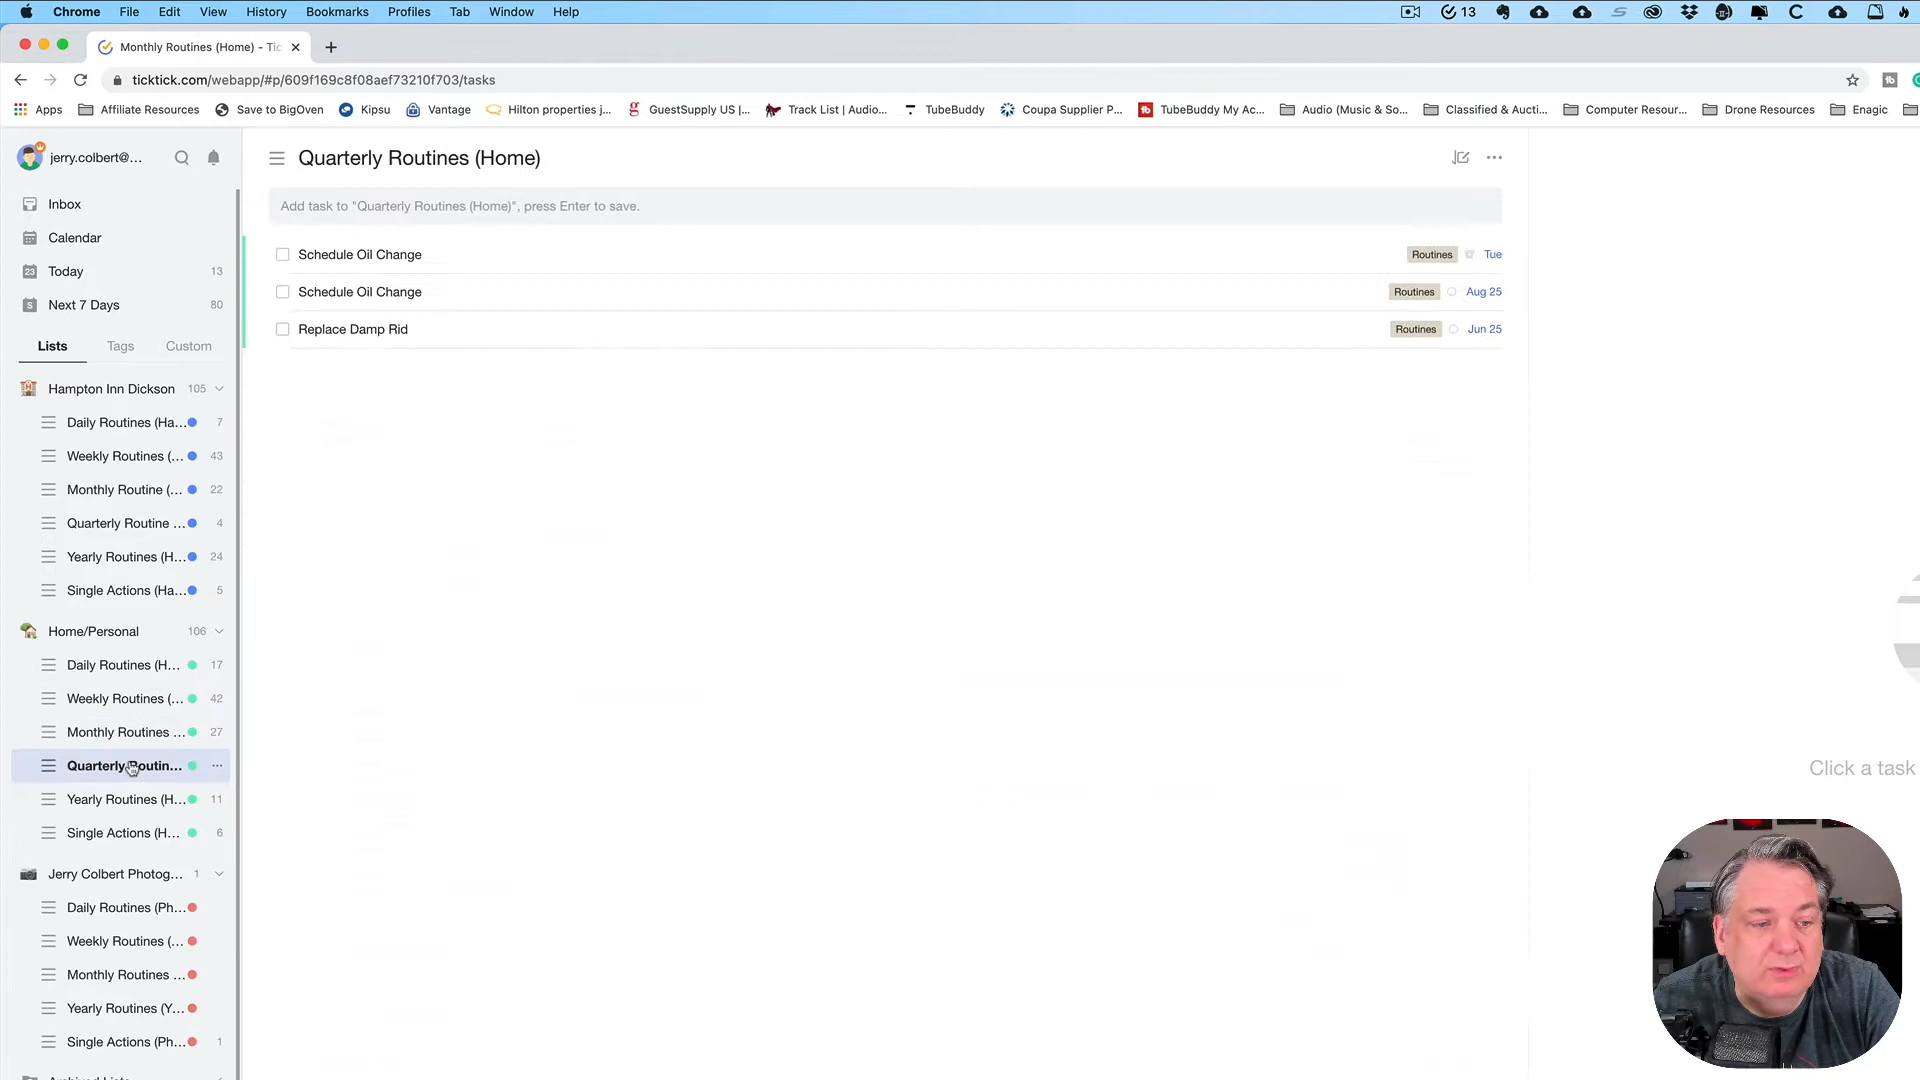 Chrome File Edit View History Bookmarks Profiles Tab Window Help 13
Monthly Routines (Home) - Tic
ticktick.com/webapp/#p/609f169c8f08aef73210f703/tasks
Apps Affiliate Resources Save to BigOven Kipsu Vantage Hilton properties j... GuestSupply US |... Track List | Audio... TubeBuddy Coupa Supplier P... TubeBuddy My Ac... Audio (Music & So... Classified & Aucti... Computer Resour... Drone Resources Enagic
jerry.colbert@...
Inbox
Calendar
23 Today 13
S Next 7 Days 80
Lists Tags Custom
Hampton Inn Dickson 105
Daily Routines (Ha... 7
Weekly Routines (... 43
Monthly Routine (... 22
Quarterly Routine ... 4
Yearly Routines (H... 24
Single Actions (Ha... 5
Home/Personal 106
Daily Routines (H... 17
Weekly Routines (... 42
Monthly Routines ... 27
Quarterly Routin... ...
Yearly Routines (H... 11
Single Actions (H... 6
Jerry Colbert Photog... 1
Daily Routines (Ph...
Weekly Routines (...
Monthly Routines ...
Yearly Routines (Y...
Single Actions (Ph... 1
Quarterly Routines (Home)
Add task to "Quarterly Routines (Home)", press Enter to save.
Schedule Oil Change Routines Tue
Schedule Oil Change Routines Aug 25
Replace Damp Rid Routines Jun 25
Click a task